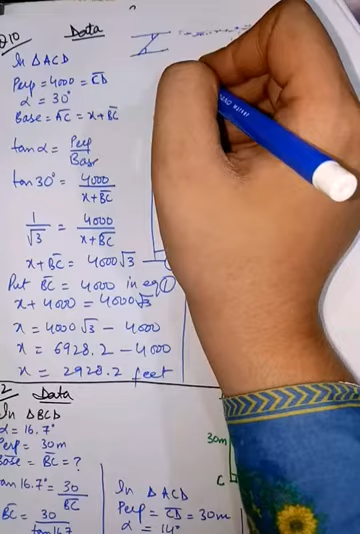 Q10 Data
In △ACD
Perp = 4000 = C̅D̅
α = 30°
Base = A̅C̅ = x + B̅C̅
tan α = Perp/Base
tan 30° = 4000/(x + B̅C̅)
1/√3 = 4000/(x + B̅C̅)
x + B̅C̅ = 4000√3 — ①
Put B̅C̅ = 4000 in eq ①
x + 4000 = 4000√3
x = 4000√3 − 4000
x = 6928.2 − 4000
x = 2928.2 feet
2 Data
In △BCD
α = 16.7°
Perp = 30m
Base = B̅C̅ = ?
tan 16.7° = 30/B̅C̅
B̅C̅ = 30/tan 16.7
In △ACD
Perp = C̅D̅ = 30m
α = 14°
30m
C